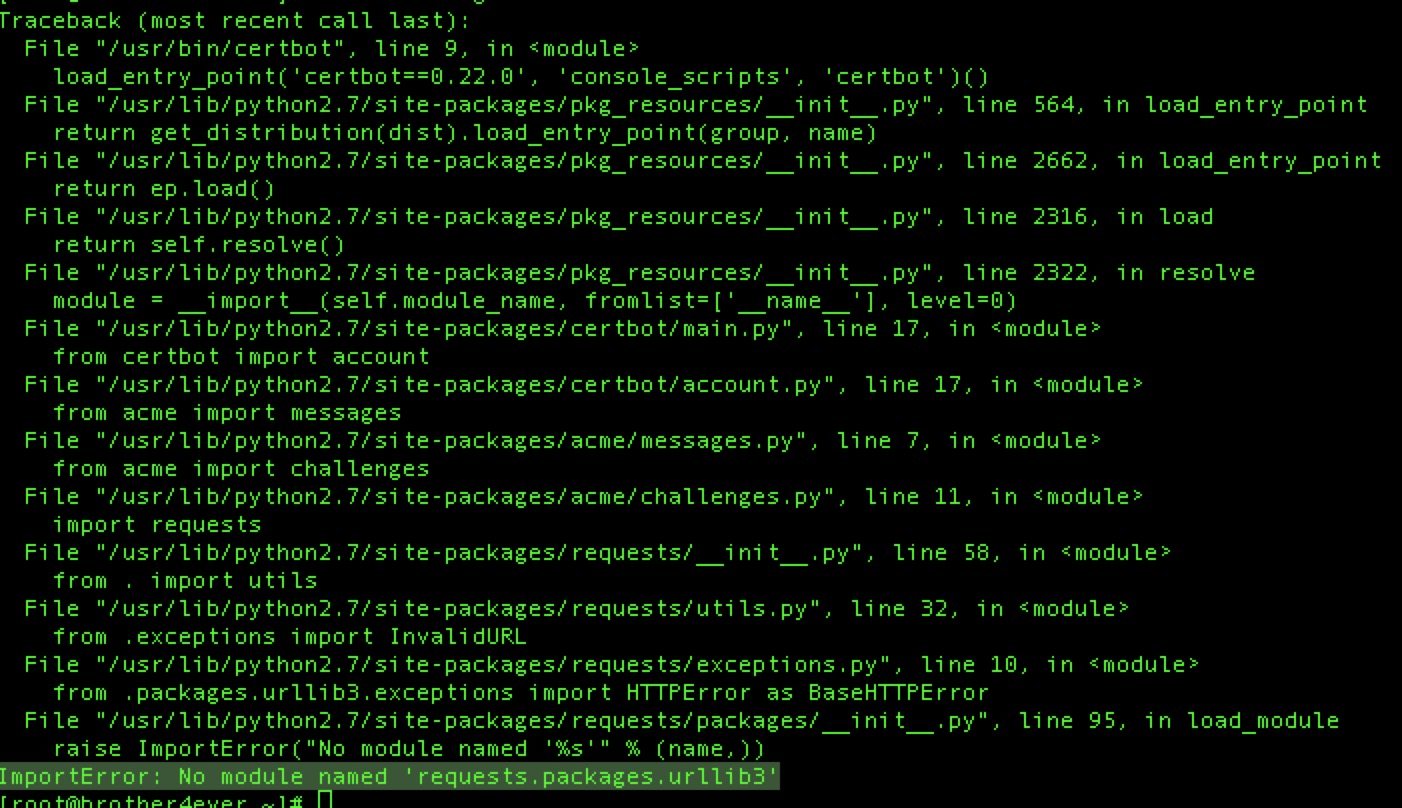 Traceback (most recent call last):
  File "/usr/bin/certbot", line 9, in <module>
    load_entry_point('certbot==0.22.0', 'console_scripts', 'certbot')()
  File "/usr/lib/python2.7/site-packages/pkg_resources/__init__.py", line 564, in load_entry_point
    return get_distribution(dist).load_entry_point(group, name)
  File "/usr/lib/python2.7/site-packages/pkg_resources/__init__.py", line 2662, in load_entry_point
    return ep.load()
  File "/usr/lib/python2.7/site-packages/pkg_resources/__init__.py", line 2316, in load
    return self.resolve()
  File "/usr/lib/python2.7/site-packages/pkg_resources/__init__.py", line 2322, in resolve
    module = __import__(self.module_name, fromlist=['__name__'], level=0)
  File "/usr/lib/python2.7/site-packages/certbot/main.py", line 17, in <module>
    from certbot import account
  File "/usr/lib/python2.7/site-packages/certbot/account.py", line 17, in <module>
    from acme import messages
  File "/usr/lib/python2.7/site-packages/acme/messages.py", line 7, in <module>
    from acme import challenges
  File "/usr/lib/python2.7/site-packages/acme/challenges.py", line 11, in <module>
    import requests
  File "/usr/lib/python2.7/site-packages/requests/__init__.py", line 58, in <module>
    from . import utils
  File "/usr/lib/python2.7/site-packages/requests/utils.py", line 32, in <module>
    from .exceptions import InvalidURL
  File "/usr/lib/python2.7/site-packages/requests/exceptions.py", line 10, in <module>
    from .packages.urllib3.exceptions import HTTPError as BaseHTTPError
  File "/usr/lib/python2.7/site-packages/requests/packages/__init__.py", line 95, in load_module
    raise ImportError("No module named '%s'" % (name,))
ImportError: No module named 'requests.packages.urllib3'
[root@brother4ever ~]#